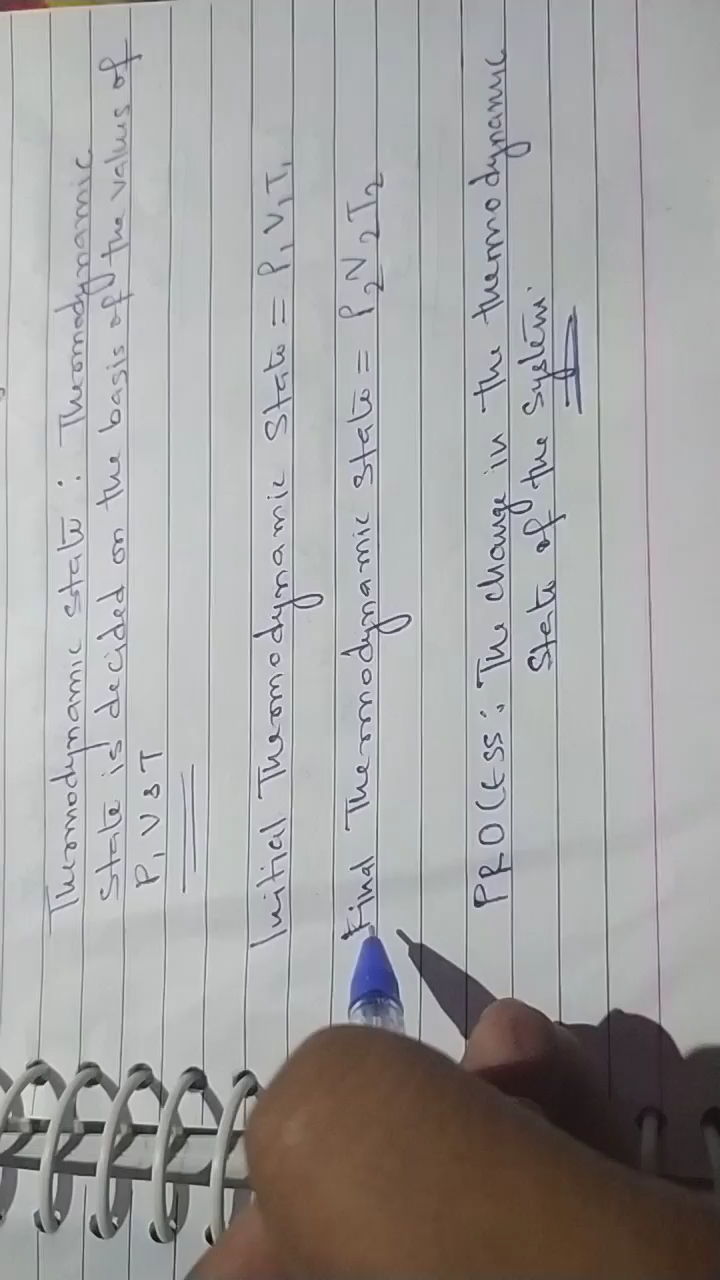 Thermodynamic state : Thermodynamic
State is decided on the basis of the values of
P, V & T
Initial Thermodynamic State = P₁ V₁ T₁
Find Thermodynamic state = P₂ V₂ T₂
PROCESS : The change in the thermodynamic
State of the System.